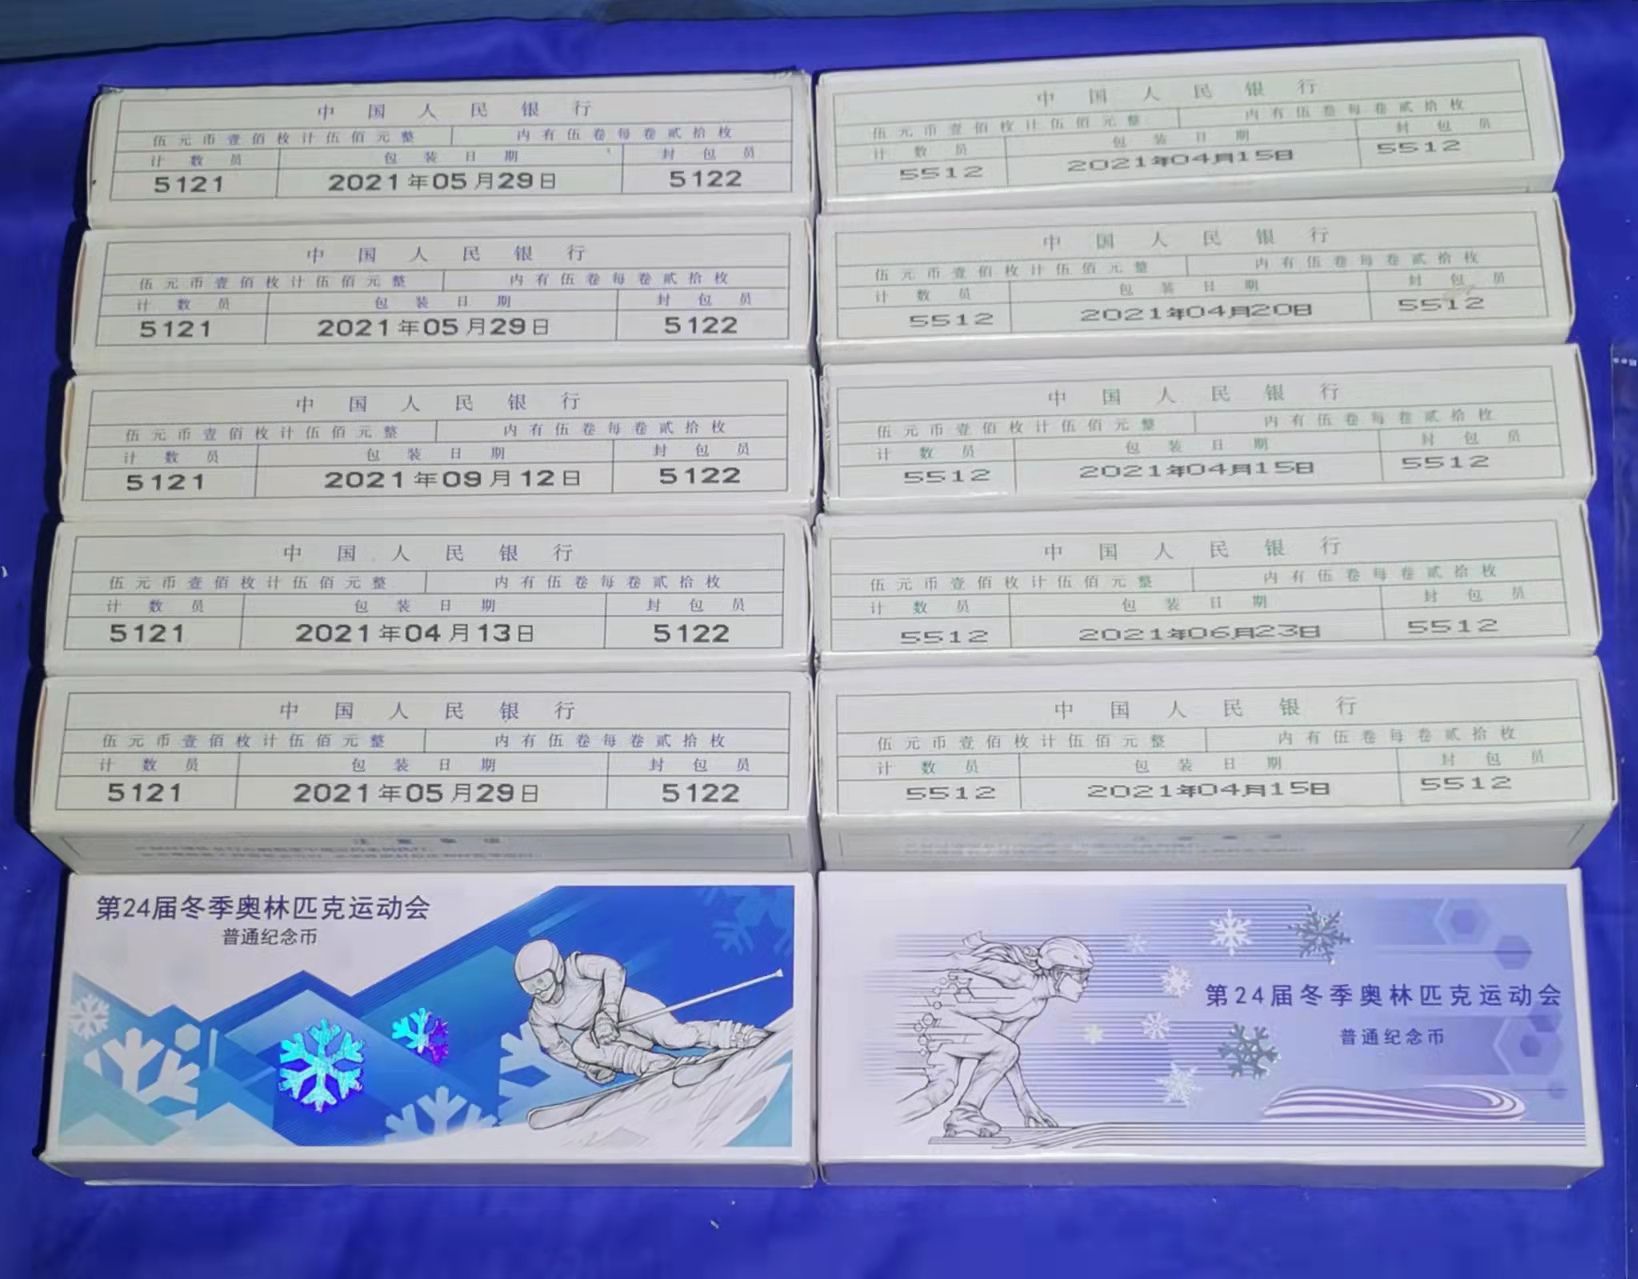 中国人民银行
伍元币壹佰枚计伍佰元整 内有伍卷每卷贰拾枚
计数员 包装日期 封包员
5121 2021年05月29日 5122
中国人民银行
伍元币壹佰枚计伍佰元整 内有伍卷每卷贰拾枚
计数员 包装日期 封包员
5121 2021年05月29日 5122
中国人民银行
伍元币壹佰枚计伍佰元整 内有伍卷每卷贰拾枚
计数员 包装日期 封包员
5121 2021年09月12日 5122
中国人民银行
伍元币壹佰枚计伍佰元整 内有伍卷每卷贰拾枚
计数员 包装日期 封包员
5121 2021年04月13日 5122
中国人民银行
伍元币壹佰枚计伍佰元整 内有伍卷每卷贰拾枚
计数员 包装日期 封包员
5121 2021年05月29日 5122
第24届冬季奥林匹克运动会
普通纪念币
中国人民银行
伍元币壹佰枚计伍佰元整 内有伍卷每卷贰拾枚
计数员 包装日期 封包员
5512 2021年04月15日 5512
中国人民银行
伍元币壹佰枚计伍佰元整 内有伍卷每卷贰拾枚
计数员 包装日期 封包员
5512 2021年04月20日 5512
中国人民银行
伍元币壹佰枚计伍佰元整 内有伍卷每卷贰拾枚
计数员 包装日期 封包员
5512 2021年04月15日 5512
中国人民银行
伍元币壹佰枚计伍佰元整 内有伍卷每卷贰拾枚
计数员 包装日期 封包员
5512 2021年06月23日 5512
中国人民银行
伍元币壹佰枚计伍佰元整 内有伍卷每卷贰拾枚
计数员 包装日期 封包员
5512 2021年04月15日 5512
第24届冬季奥林匹克运动会
普通纪念币